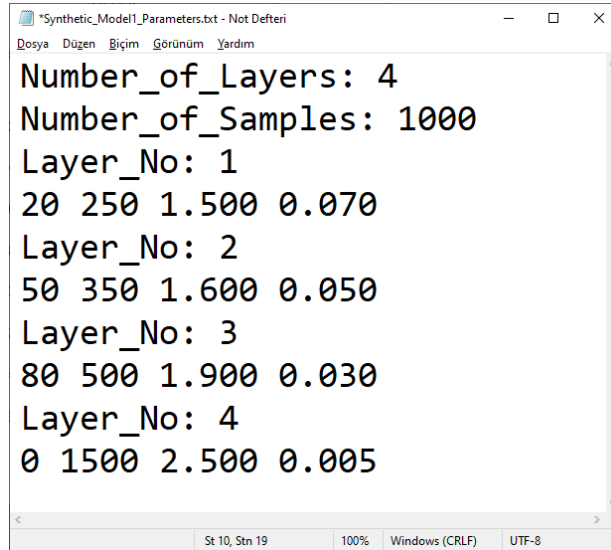 *Synthetic_Model1_Parameters.txt - Not Defteri
Dosya Düzen Biçim Görünüm Yardım
Number_of_Layers: 4
Number_of_Samples: 1000
Layer_No: 1
20 250 1.500 0.070
Layer_No: 2
50 350 1.600 0.050
Layer_No: 3
80 500 1.900 0.030
Layer_No: 4
0 1500 2.500 0.005
St 10, Stn 19 100% Windows (CRLF) UTF-8